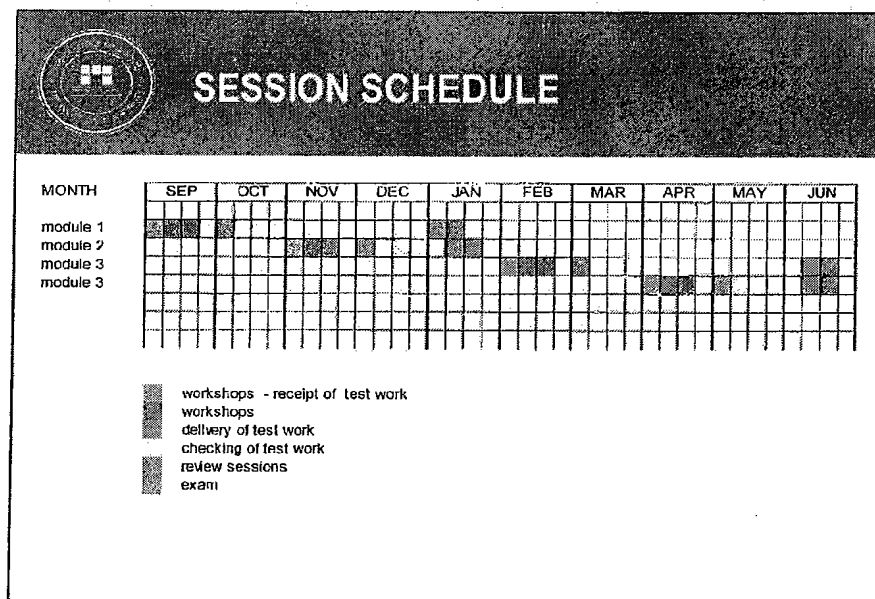 SESSION SCHEDULE
MONTH SEP OCT NOV DEC JAN FEB MAR APR MAY JUN
module 1
module 2
module 3
module 3
workshops - receipt of test work
workshops
delivery of test work
checking of test work
review sessions
exam